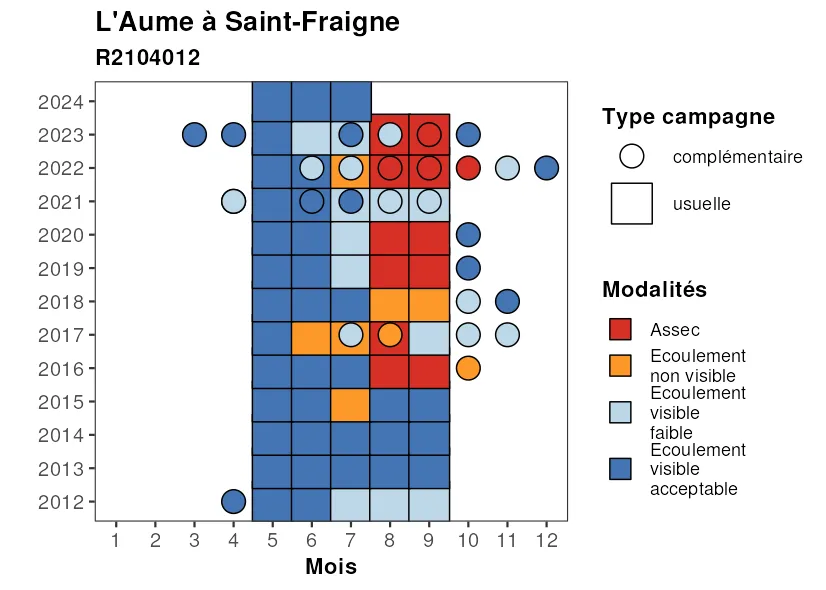 L'Aume à Saint-Fraigne
R2104012
2024
2023
2022
2021
2020
2019
2018
2017
2016
2015
2014
2013
2012
1 2 3 4 5 6 7 8 9 10 11 12
Mois
Type campagne
complémentaire
usuelle
Modalités
Assec
Ecoulement
non visible
Ecoulement
visible
faible
Ecoulement
visible
acceptable